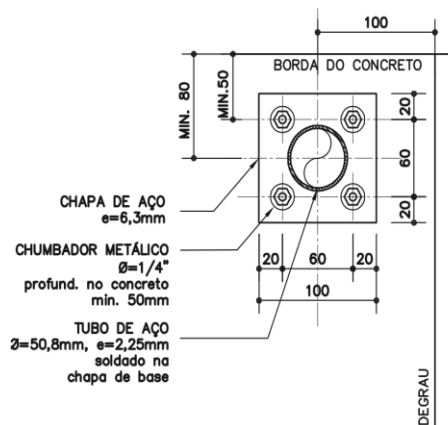 100
BORDA DO CONCRETO
MIN. 80
MIN.50
20
60
20
CHAPA DE AÇO
e=6,3mm
CHUMBADOR METÁLICO
Ø=1/4"
profund. no concreto
min. 50mm
20
60
20
100
TUBO DE AÇO
Ø=50,8mm, e=2,25mm
soldado na
chapa de base
DEGRAU